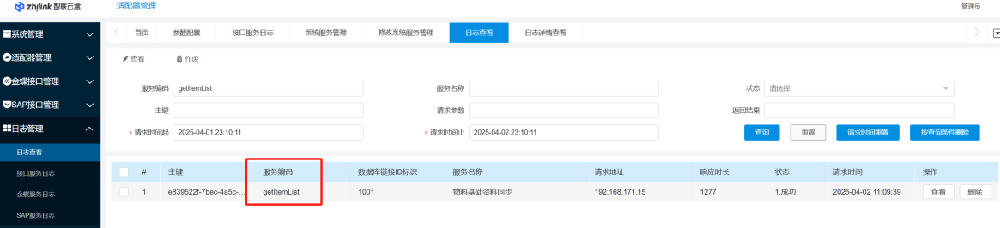 zhilink 智联云盒 适配器管理 管理员
系统管理
首页 参数配置 接口服务日志 系统服务管理 修改系统服务管理 日志查看 日志详情查看
适配器管理
查看 作废
金蝶接口管理
服务编码 getItemList 服务名称 状态 请选择
SAP接口管理
主键 请求参数 返回结果
日志管理
* 请求时间起 2025-04-01 23:10:11 * 请求时间止 2025-04-02 23:10:11 查询 重置 请求时间重置 按查询条件删除
日志查看
接口服务日志
# 主键 服务编码 数据库链接ID标识 服务名称 请求地址 响应时长 状态 请求时间 操作
金蝶服务日志
1 e839522f-7bec-4a5c-... getItemList 1001 物料基础资料同步 192.168.171.15 1277 1.成功 2025-04-02 11:09:39 查看 删除
SAP服务日志